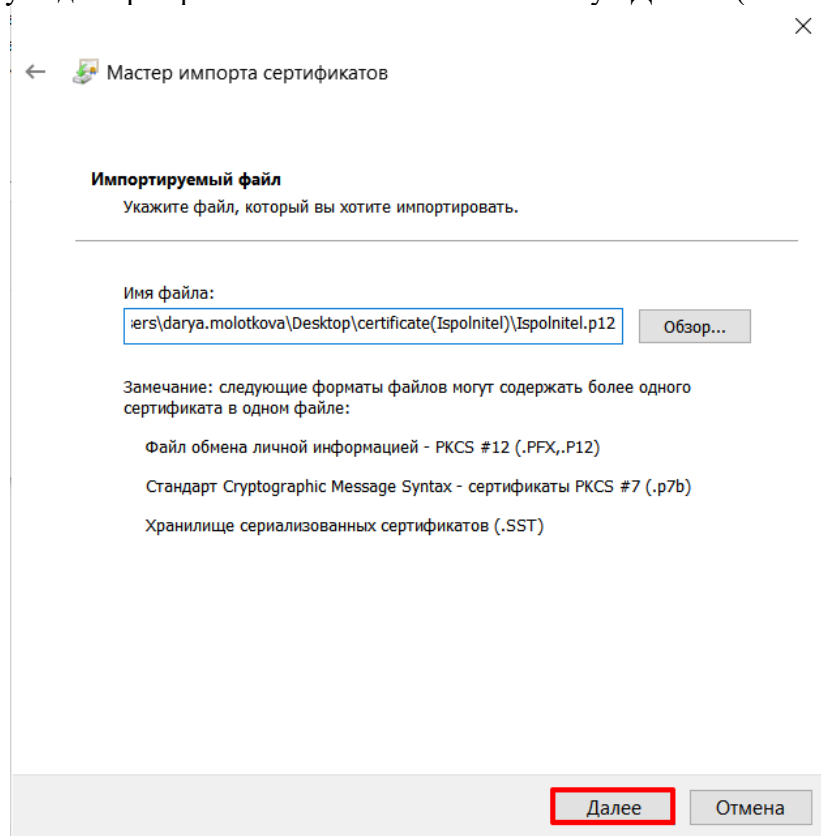 Мастер импорта сертификатов
Импортируемый файл
Укажите файл, который вы хотите импортировать.
Имя файла:
ers\darya.molotkova\Desktop\certificate(Ispolnitel)\Ispolnitel.p12
Обзор...
Замечание: следующие форматы файлов могут содержать более одного
сертификата в одном файле:
Файл обмена личной информацией - PKCS #12 (.PFX,.P12)
Стандарт Cryptographic Message Syntax - сертификаты PKCS #7 (.p7b)
Хранилище сериализованных сертификатов (.SST)
Далее
Отмена